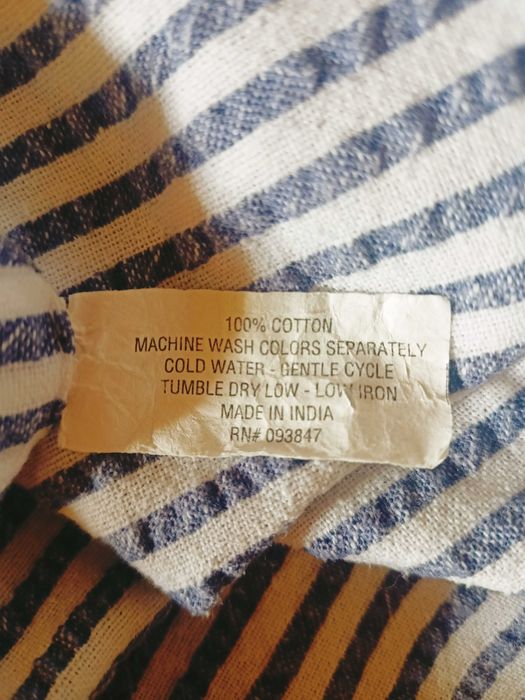 100% COTTON
MACHINE WASH COLORS SEPARATELY
COLD WATER - GENTLE CYCLE
TUMBLE DRY LOW - LOW IRON
MADE IN INDIA
RN# 093847